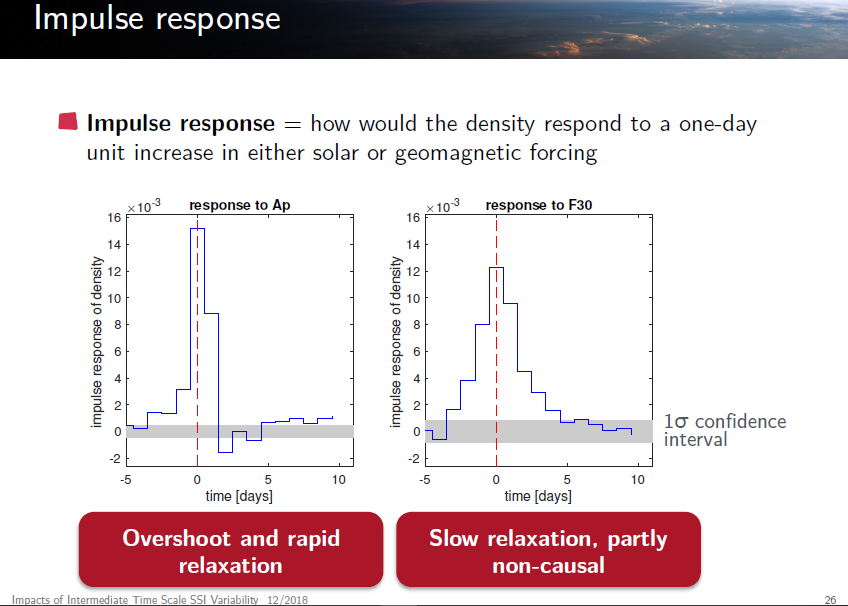 Impulse response
Impulse response = how would the density respond to a one-day
unit increase in either solar or geomagnetic forcing
×10-3 response to Ap
impulse response of density
16
14
12
10
8
6
4
2
0
-2
-5 0 5 10
time [days]
×10-3 response to F30
impulse response of density
16
14
12
10
8
6
4
2
0
-2
-5 0 5 10
time [days]
1σ confidence
interval
Overshoot and rapid
relaxation
Slow relaxation, partly
non-causal
Impacts of Intermediate Time Scale SSI Variability 12/2018
26